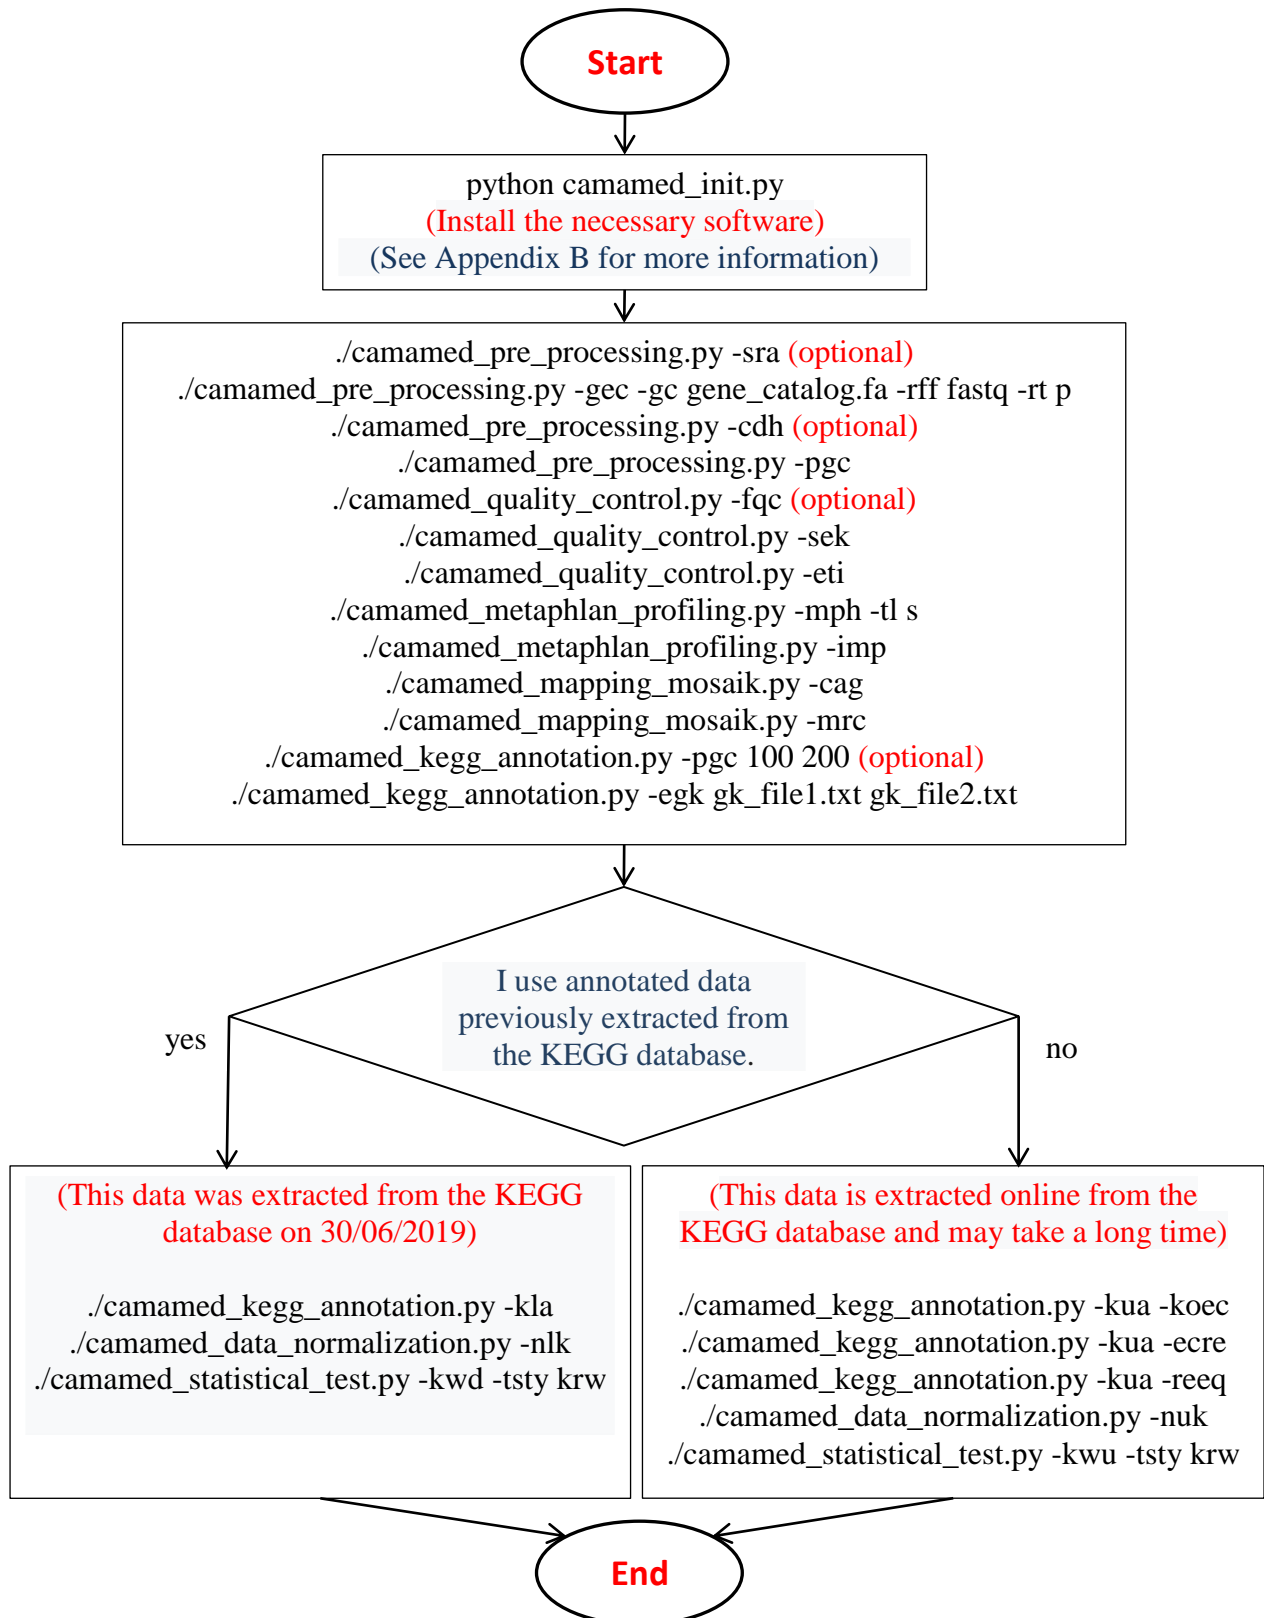 Start
python camamed_init.py
(Install the necessary software)
(See Appendix B for more information)
./camamed_pre_processing.py -sra (optional)
./camamed_pre_processing.py -gec -gc gene_catalog.fa -rff fastq -rt p
./camamed_pre_processing.py -cdh (optional)
./camamed_pre_processing.py -pgc
./camamed_quality_control.py -fqc (optional)
./camamed_quality_control.py -sek
./camamed_quality_control.py -eti
./camamed_metaphlan_profiling.py -mph -tl s
./camamed_metaphlan_profiling.py -imp
./camamed_mapping_mosaik.py -cag
./camamed_mapping_mosaik.py -mrc
./camamed_kegg_annotation.py -pgc 100 200 (optional)
./camamed_kegg_annotation.py -egk gk_file1.txt gk_file2.txt
I use annotated data
previously extracted from
the KEGG database.
yes
no
(This data was extracted from the KEGG
database on 30/06/2019)
./camamed_kegg_annotation.py -kla
./camamed_data_normalization.py -nlk
./camamed_statistical_test.py -kwd -tsty krw
(This data is extracted online from the
KEGG database and may take a long time)
./camamed_kegg_annotation.py -kua -koec
./camamed_kegg_annotation.py -kua -ecre
./camamed_kegg_annotation.py -kua -reeq
./camamed_data_normalization.py -nuk
./camamed_statistical_test.py -kwu -tsty krw
End